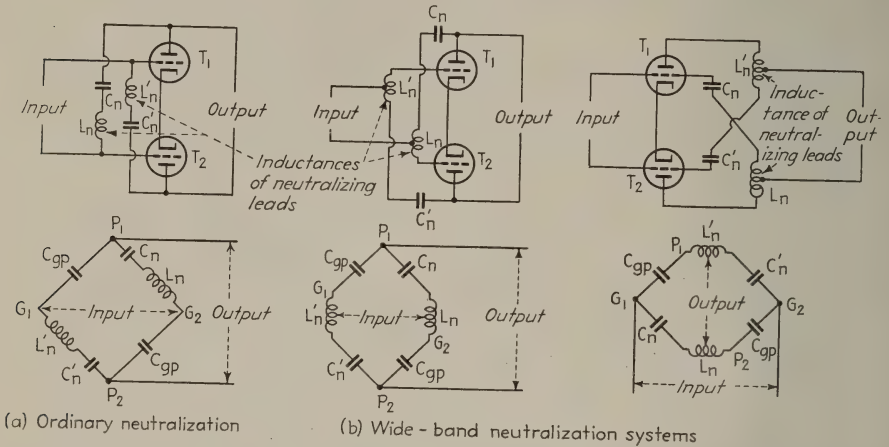 Cn
T1
Input
Cn
L'n
Output
Ln
C'n
T2
Cn
T1
L'n
Input
Output
Ln
T2
C'n
Inductances
of neutralizing
leads
T1
L'n
Cn
Induc-
tance of
neutral-
izing leads
Input
Out-
put
C'n
T2
Ln
P1
Cgp
Cn
Ln
G1
Input
G2
Output
L'n
Cgp
C'n
P2
P1
Cgp
Cn
G1
L'n
Input
Ln
Output
G2
C'n
Cgp
P2
L'n
P1
C'n
Cgp
G1
Output
G2
Cn
P2
Cgp
Ln
Input
(a) Ordinary neutralization
(b) Wide-band neutralization systems